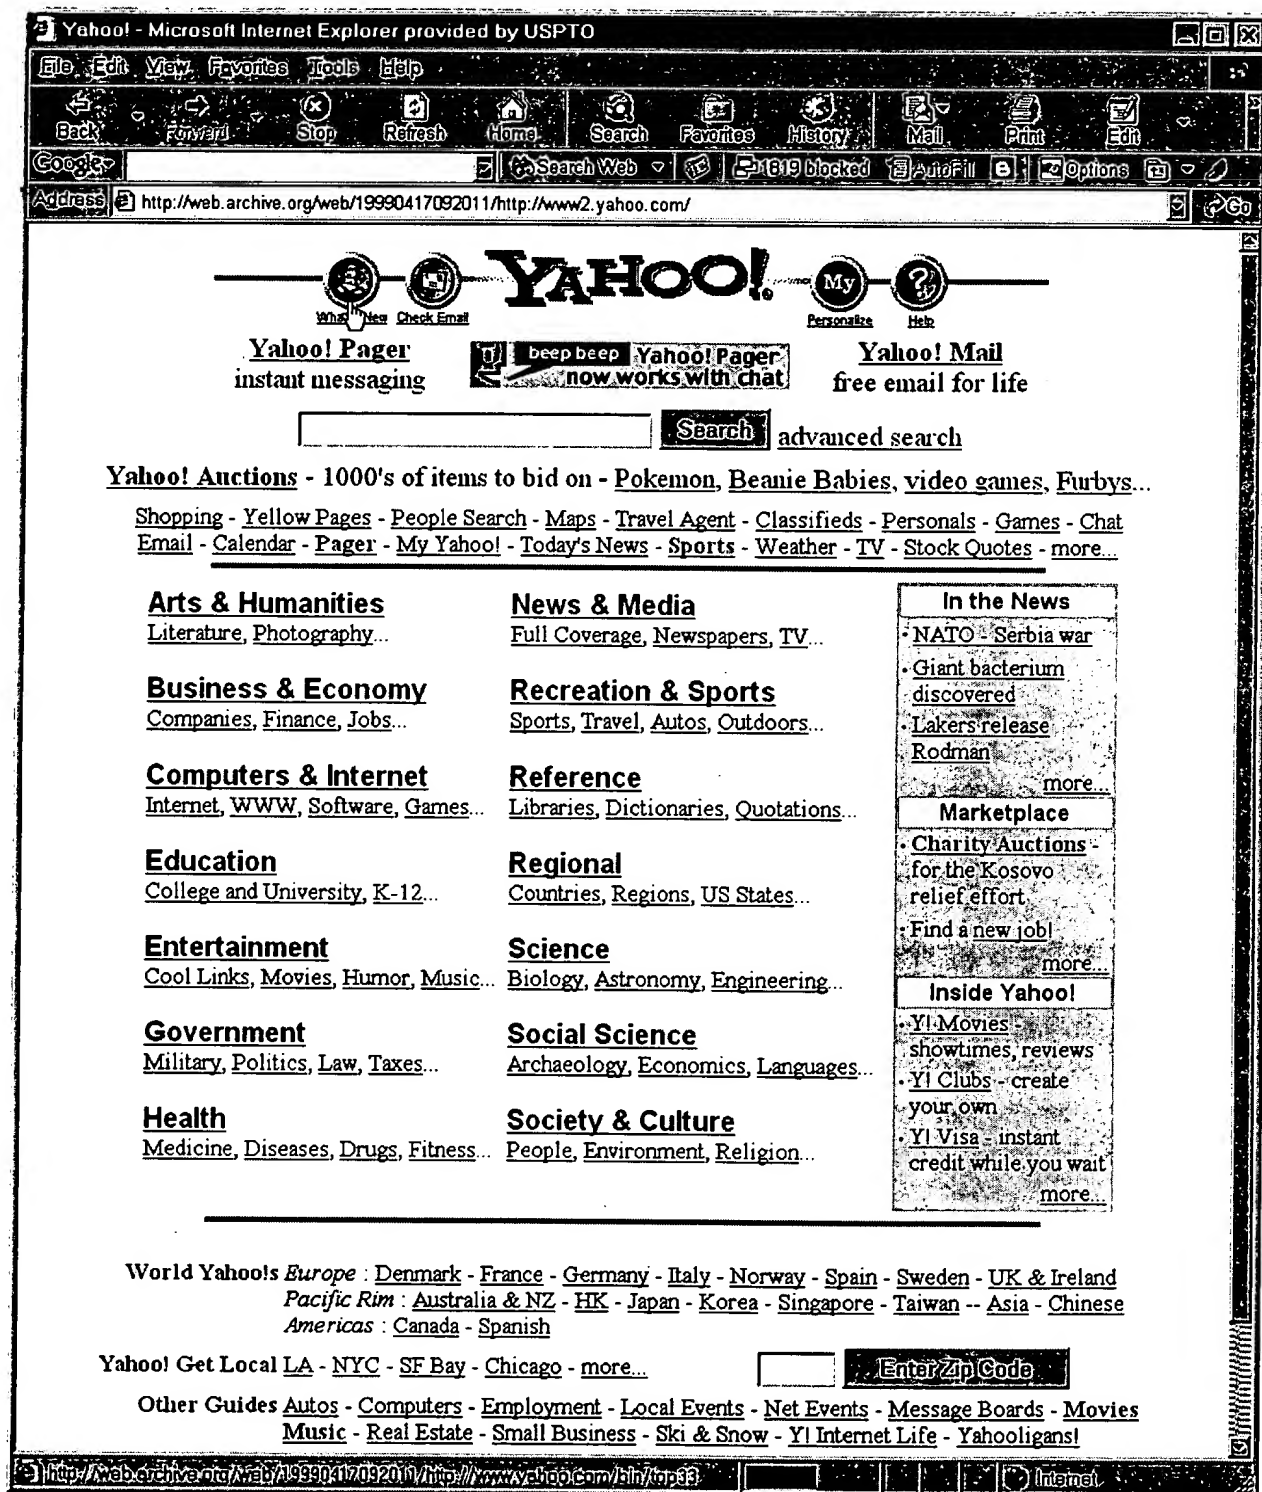 Yahoo! - Microsoft Internet Explorer provided by USPTO
File Edit View Favorites Tools Help
Back Forward Stop Refresh Home Search Favorites History Mail Print Edit
Google Search Web 1819 blocked AutoFill Options
Address http://web.archive.org/web/19990417092011/http://www2.yahoo.com/ Go
YAHOO! My
What New Check Email Personalize Help
Yahoo! Pager beep beep Yahoo! Pager Yahoo! Mail
instant messaging now works with chat free email for life
Search advanced search
Yahoo! Auctions - 1000's of items to bid on - Pokemon, Beanie Babies, video games, Furbys...
Shopping - Yellow Pages - People Search - Maps - Travel Agent - Classifieds - Personals - Games - Chat
Email - Calendar - Pager - My Yahoo! - Today's News - Sports - Weather - TV - Stock Quotes - more...
Arts & Humanities
Literature, Photography...
Business & Economy
Companies, Finance, Jobs...
Computers & Internet
Internet, WWW, Software, Games...
Education
College and University, K-12...
Entertainment
Cool Links, Movies, Humor, Music...
Government
Military, Politics, Law, Taxes...
Health
Medicine, Diseases, Drugs, Fitness...
News & Media
Full Coverage, Newspapers, TV...
Recreation & Sports
Sports, Travel, Autos, Outdoors...
Reference
Libraries, Dictionaries, Quotations...
Regional
Countries, Regions, US States...
Science
Biology, Astronomy, Engineering...
Social Science
Archaeology, Economics, Languages...
Society & Culture
People, Environment, Religion...
In the News
· NATO - Serbia war
· Giant bacterium
discovered
· Lakers release
Rodman
more...
Marketplace
· Charity Auctions -
for the Kosovo
relief effort
· Find a new job!
more...
Inside Yahoo!
· Y! Movies -
showtimes, reviews
· Y! Clubs - create
your own
· Y! Visa - instant
credit while you wait
more...
World Yahoo!s Europe : Denmark - France - Germany - Italy - Norway - Spain - Sweden - UK & Ireland
Pacific Rim : Australia & NZ - HK - Japan - Korea - Singapore - Taiwan -- Asia - Chinese
Americas : Canada - Spanish
Yahoo! Get Local LA - NYC - SF Bay - Chicago - more... Enter Zip Code
Other Guides Autos - Computers - Employment - Local Events - Net Events - Message Boards - Movies
Music - Real Estate - Small Business - Ski & Snow - Y! Internet Life - Yahooligans!
http://web.archive.org/web/19990417092011/http://www.yahoo.com/bin/top33 Internet